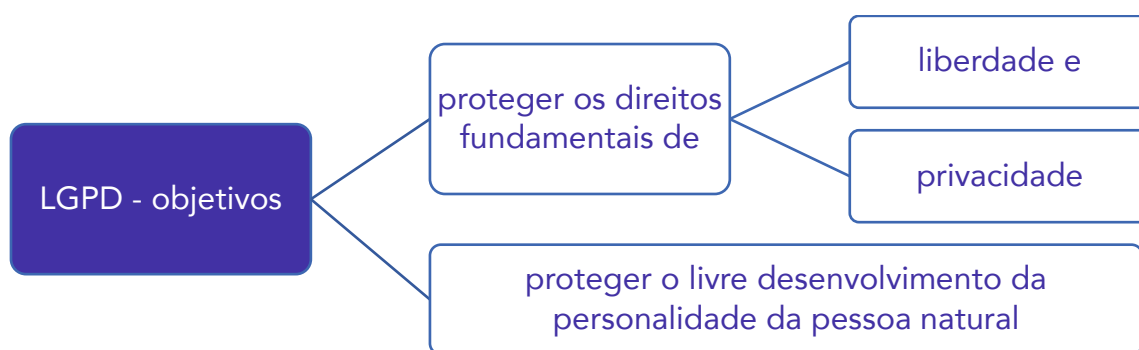 LGPD - objetivos
proteger os direitos
fundamentais de
liberdade e
privacidade
proteger o livre desenvolvimento da
personalidade da pessoa natural